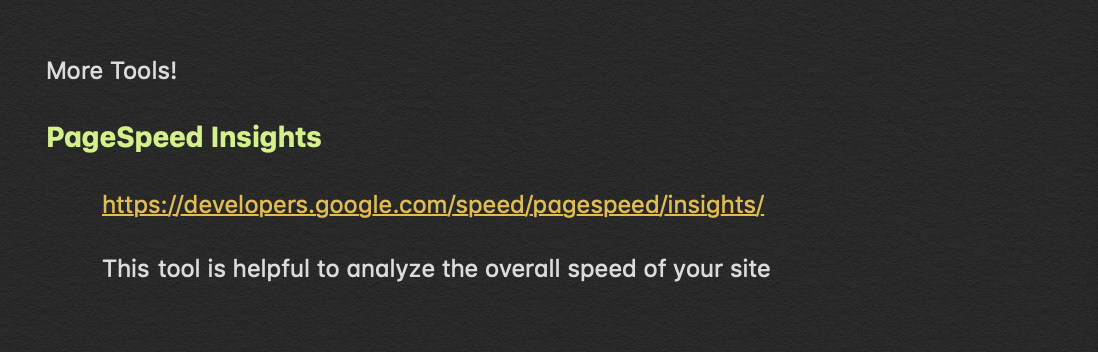 More Tools!
PageSpeed Insights
https://developers.google.com/speed/pagespeed/insights/
This tool is helpful to analyze the overall speed of your site